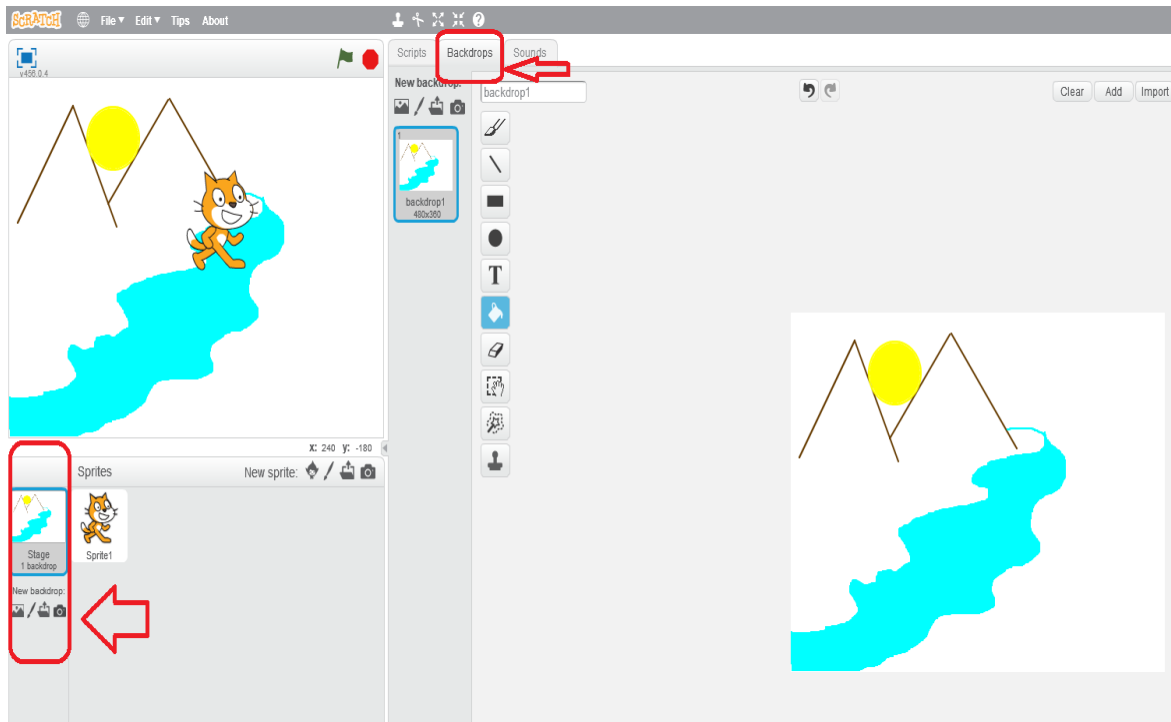 SCRATCH File▼ Edit▼ Tips About
v456.0.4
Scripts Backdrops Sounds
New backdrop:
backdrop1
Clear Add Import
1
backdrop1
480x360
T
X: 240 y: -180
Sprites New sprite:
Stage
1 backdrop
Sprite1
New backdrop: